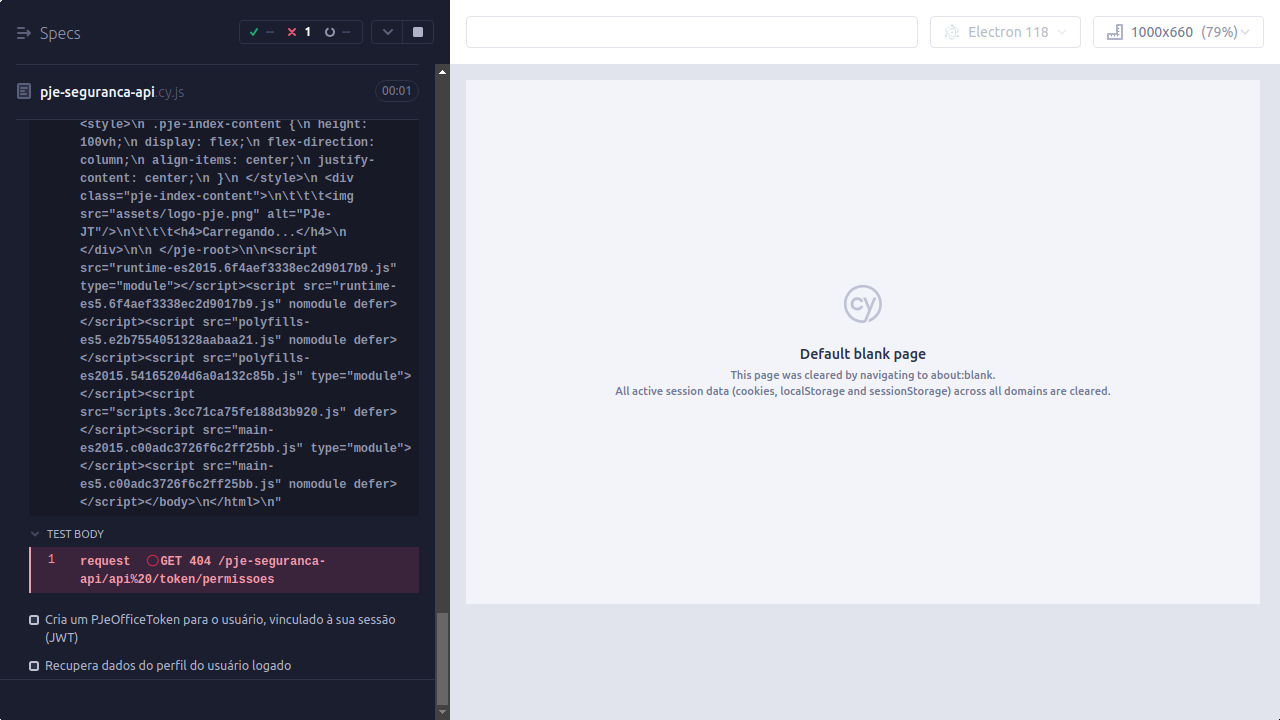 Specs
-- 1 --
Electron 118
1000x660 (79%)
pje-seguranca-api.cy.js
00:01
<style>\n .pje-index-content {\n height:
100vh;\n display: flex;\n flex-direction:
column;\n align-items: center;\n justify-
content: center;\n }\n </style>\n <div
class="pje-index-content">\n\t\t\t<img
src="assets/logo-pje.png" alt="PJe-
JT"/>\n\t\t\t<h4>Carregando...</h4>\n
</div>\n\n </pje-root>\n\n<script
src="runtime-es2015.6f4aef3338ec2d9017b9.js"
type="module"></script><script src="runtime-
es5.6f4aef3338ec2d9017b9.js" nomodule defer>
</script><script src="polyfills-
es5.e2b7554051328aabaa21.js" nomodule defer>
</script><script src="polyfills-
es2015.54165204d6a0a132c85b.js" type="module">
</script><script
src="scripts.3cc71ca75fe188d3b920.js" defer>
</script><script src="main-
es2015.c00adc3726f6c2ff25bb.js" type="module">
</script><script src="main-
es5.c00adc3726f6c2ff25bb.js" nomodule defer>
</script></body>\n</html>\n"
TEST BODY
1 request GET 404 /pje-seguranca-
api/api%20/token/permissoes
Cria um PJeOfficeToken para o usuário, vinculado à sua sessão
(JWT)
Recupera dados do perfil do usuário logado
cy
Default blank page
This page was cleared by navigating to about:blank.
All active session data (cookies, localStorage and sessionStorage) across all domains are cleared.